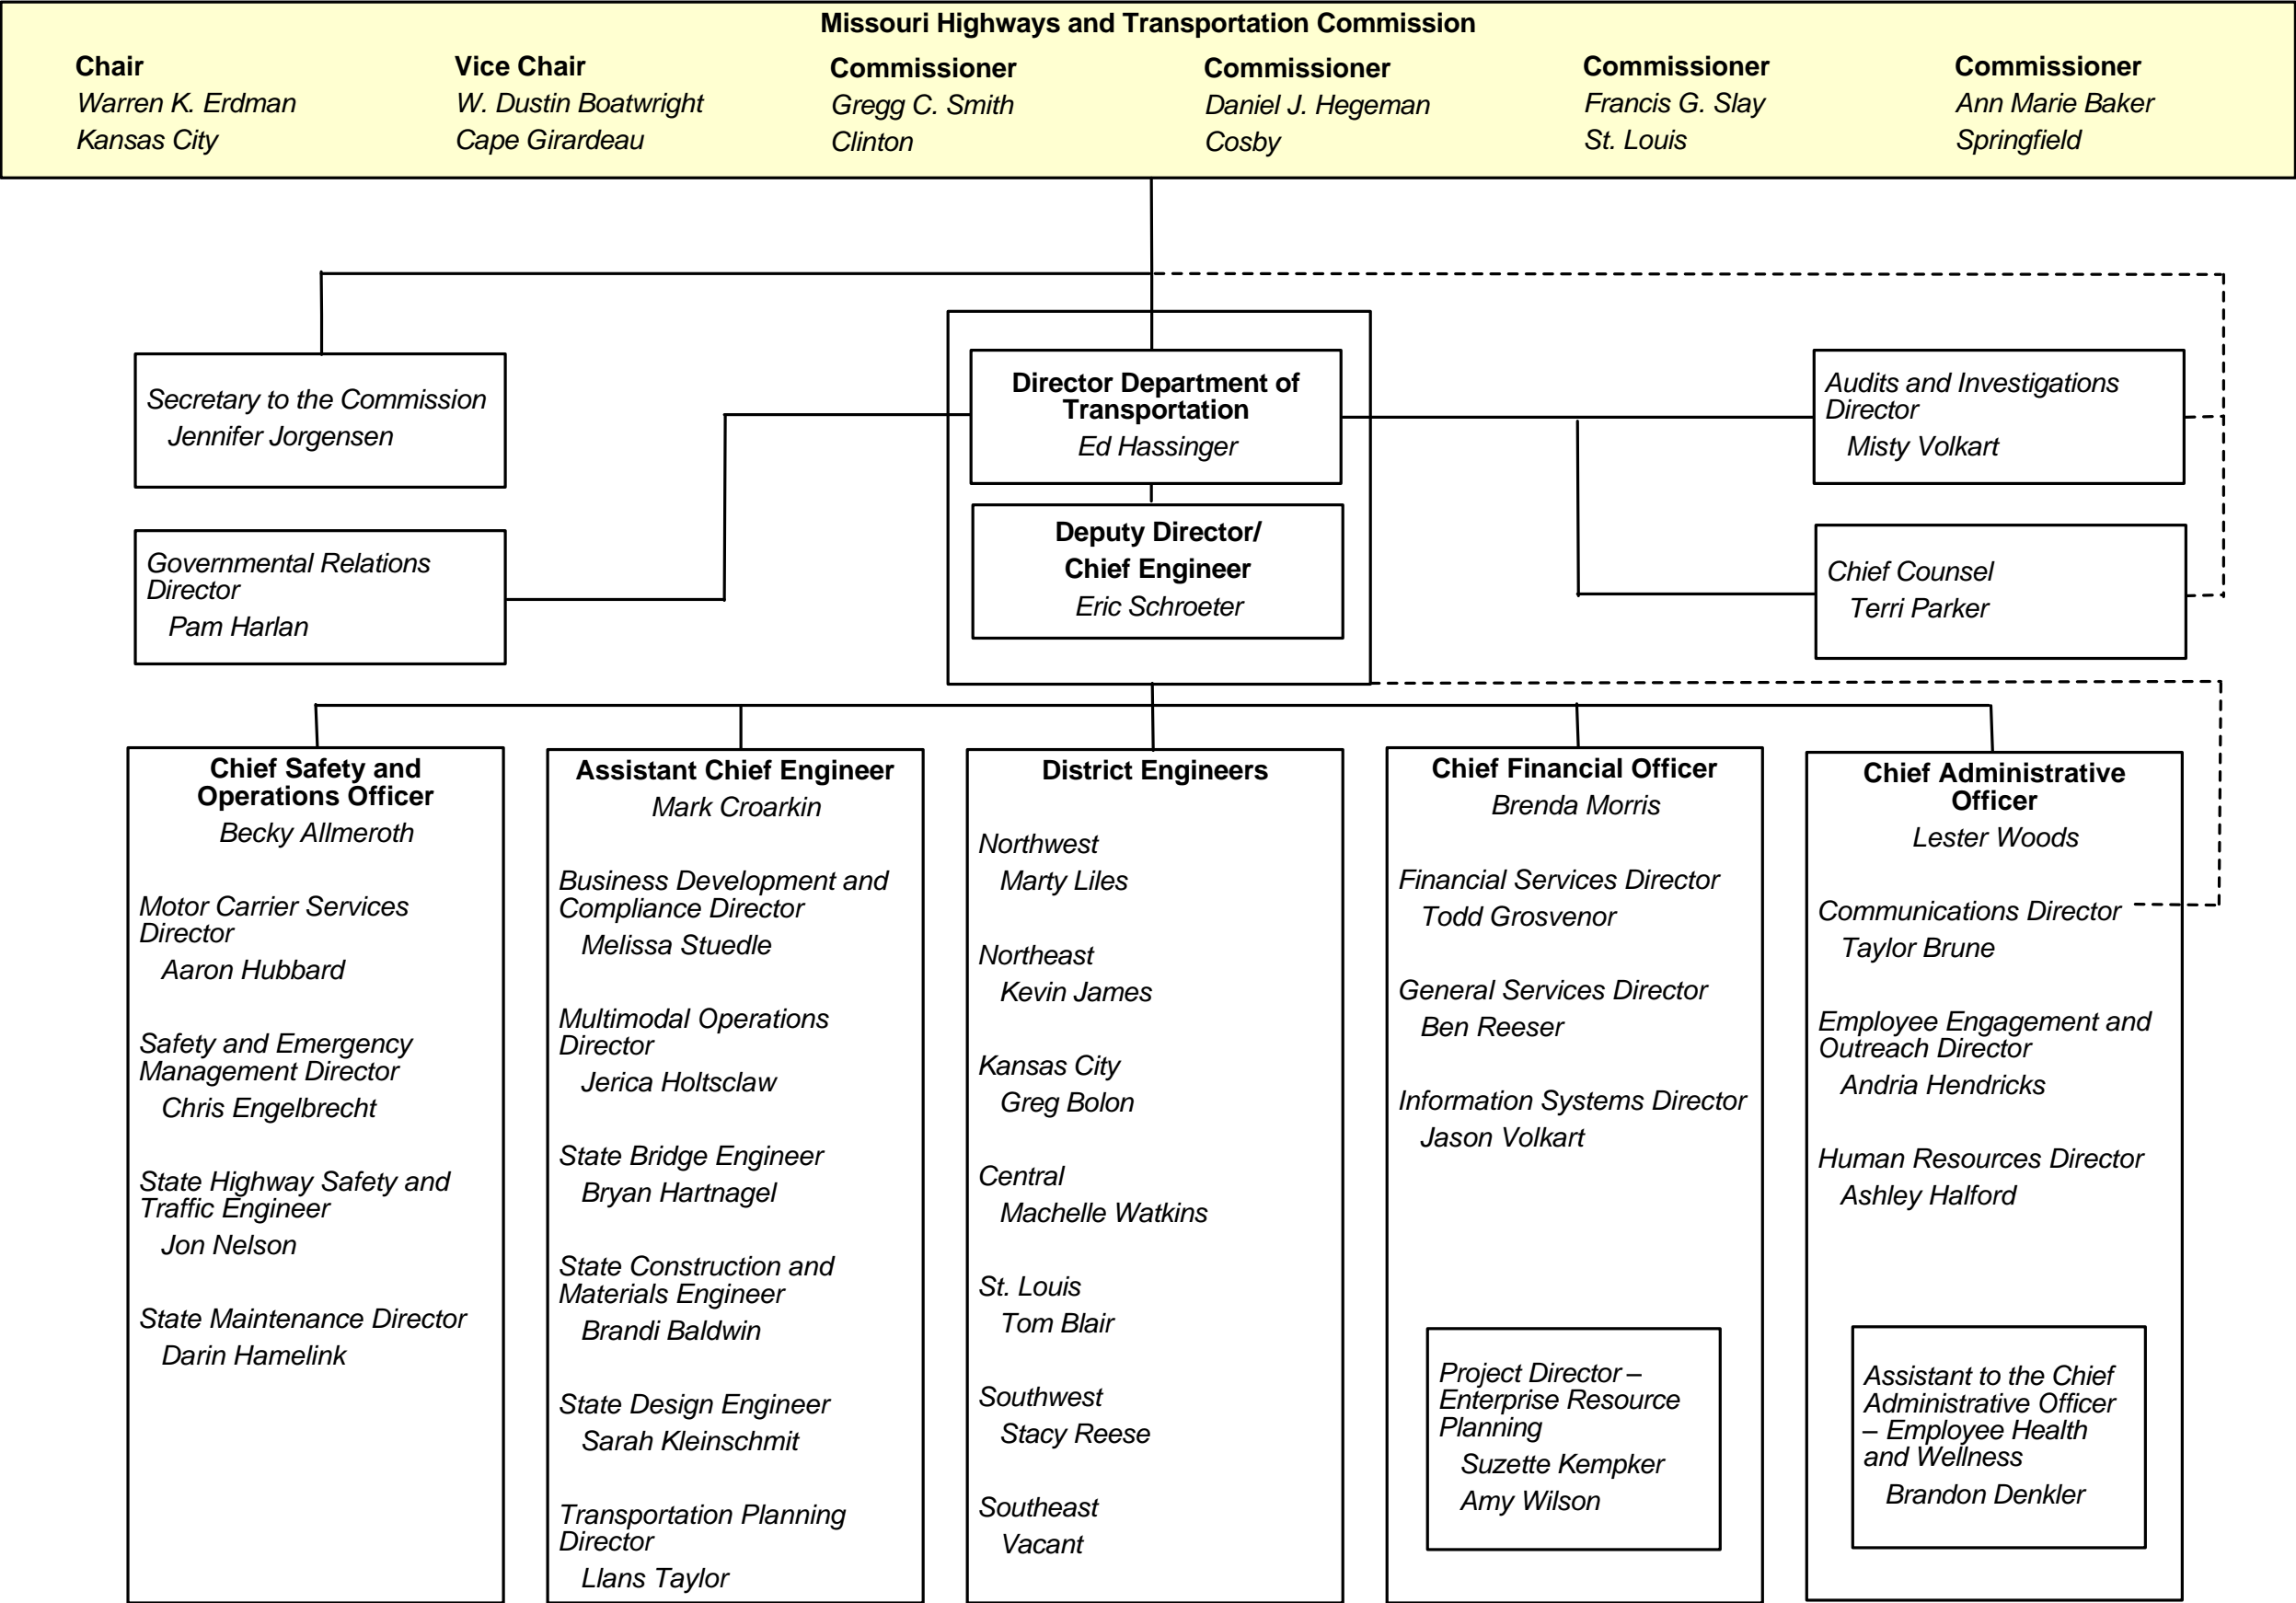 Missouri Highways and Transportation Commission
Chair
Warren K. Erdman
Kansas City
Vice Chair
W. Dustin Boatwright
Cape Girardeau
Commissioner
Gregg C. Smith
Clinton
Commissioner
Daniel J. Hegeman
Cosby
Commissioner
Francis G. Slay
St. Louis
Commissioner
Ann Marie Baker
Springfield
Secretary to the Commission
Jennifer Jorgensen
Director Department of
Transportation
Ed Hassinger
Audits and Investigations
Director
Misty Volkart
Governmental Relations
Director
Pam Harlan
Deputy Director/
Chief Engineer
Eric Schroeter
Chief Counsel
Terri Parker
Chief Safety and
Operations Officer
Becky Allmeroth
Motor Carrier Services
Director
Aaron Hubbard
Safety and Emergency
Management Director
Chris Engelbrecht
State Highway Safety and
Traffic Engineer
Jon Nelson
State Maintenance Director
Darin Hamelink
Assistant Chief Engineer
Mark Croarkin
Business Development and
Compliance Director
Melissa Stuedle
Multimodal Operations
Director
Jerica Holtsclaw
State Bridge Engineer
Bryan Hartnagel
State Construction and
Materials Engineer
Brandi Baldwin
State Design Engineer
Sarah Kleinschmit
Transportation Planning
Director
Llans Taylor
District Engineers
Northwest
Marty Liles
Northeast
Kevin James
Kansas City
Greg Bolon
Central
Machelle Watkins
St. Louis
Tom Blair
Southwest
Stacy Reese
Southeast
Vacant
Chief Financial Officer
Brenda Morris
Financial Services Director
Todd Grosvenor
General Services Director
Ben Reeser
Information Systems Director
Jason Volkart
Project Director –
Enterprise Resource
Planning
Suzette Kempker
Amy Wilson
Chief Administrative
Officer
Lester Woods
Communications Director
Taylor Brune
Employee Engagement and
Outreach Director
Andria Hendricks
Human Resources Director
Ashley Halford
Assistant to the Chief
Administrative Officer
– Employee Health
and Wellness
Brandon Denkler